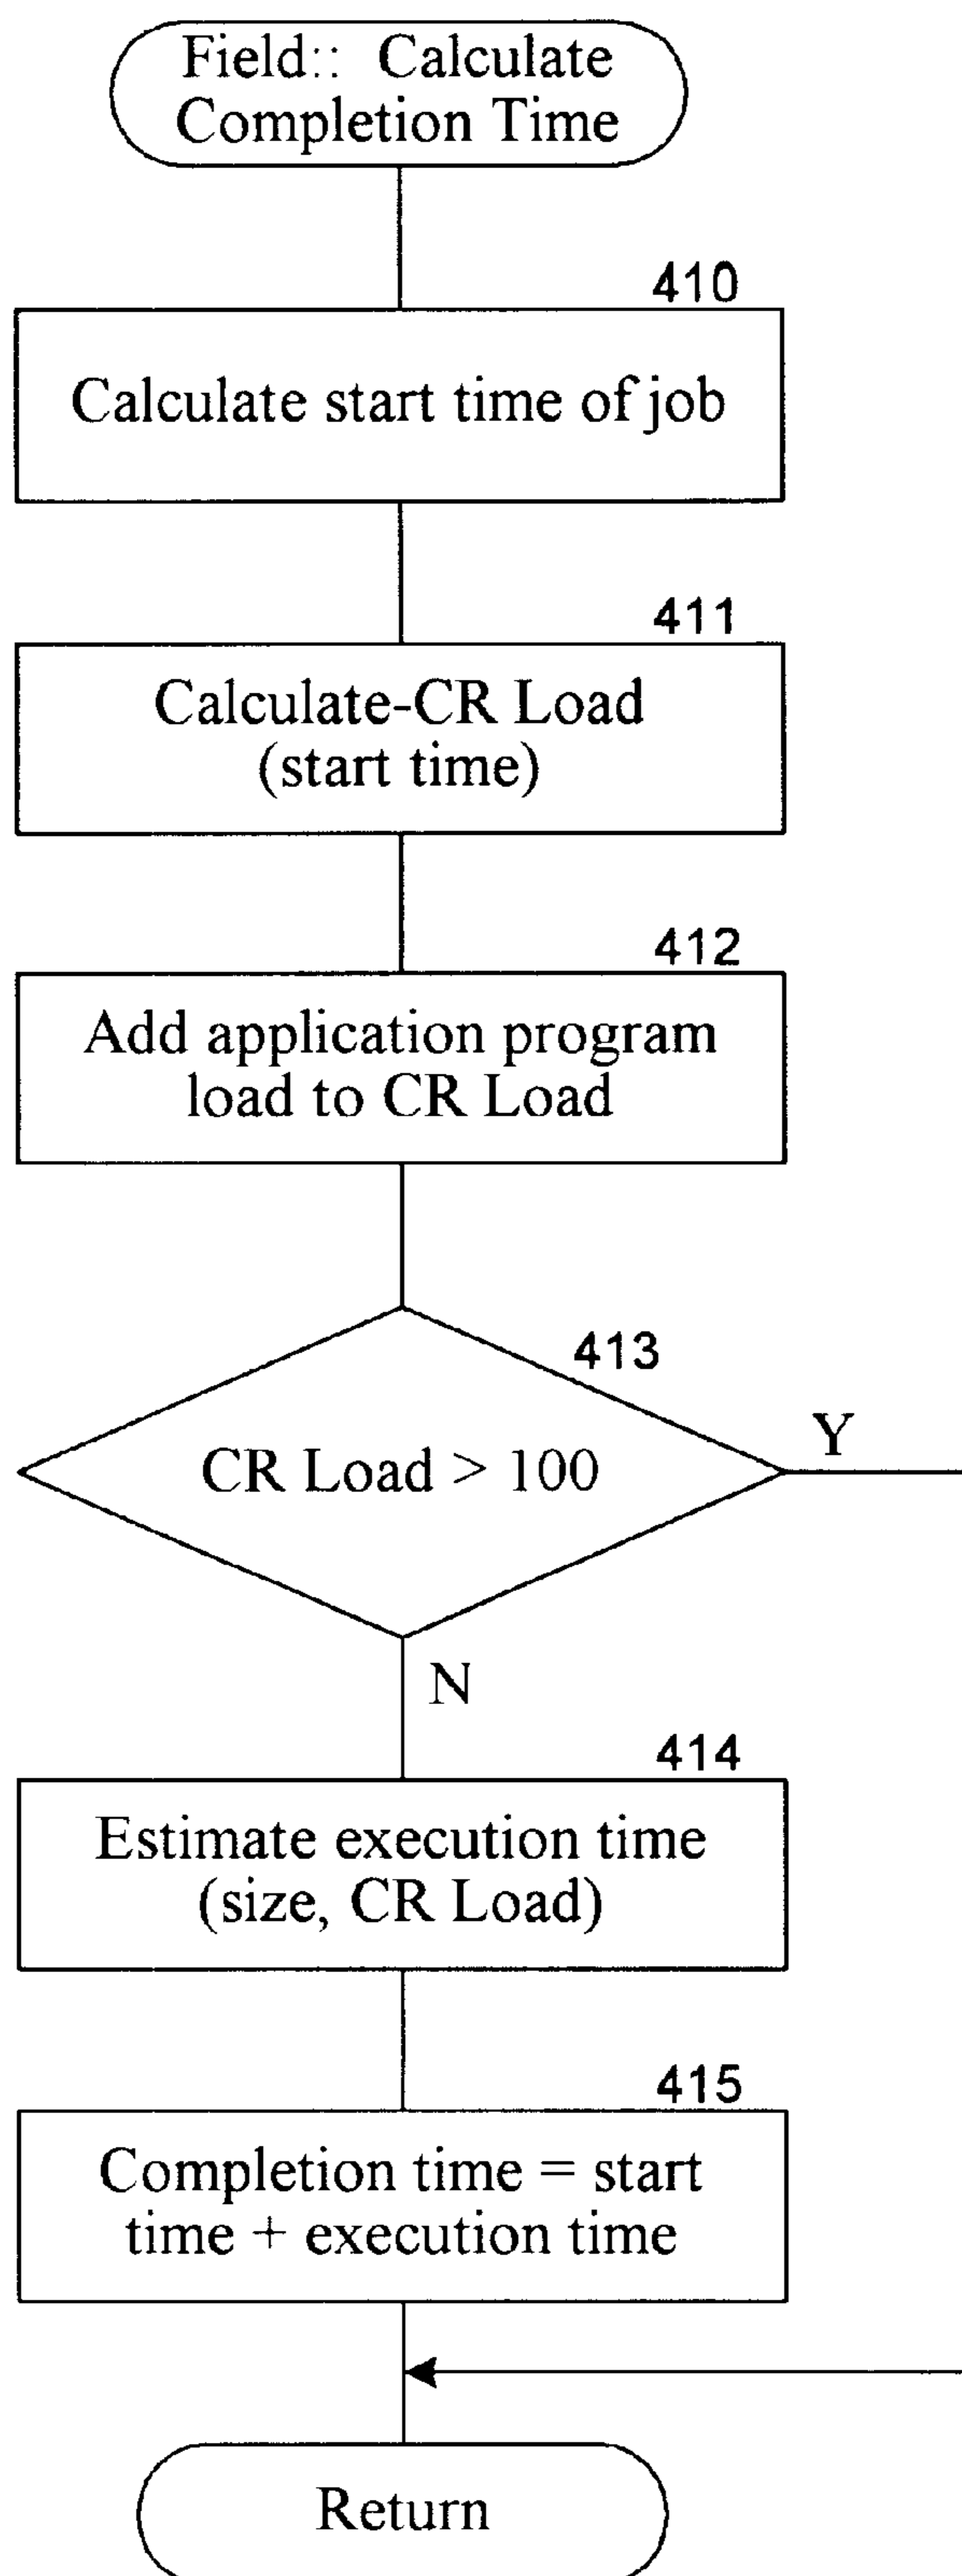 Field:: Calculate
Completion Time
410
Calculate start time of job
411
Calculate-CR Load
(start time)
412
Add application program
load to CR Load
413
CR Load > 100
Y
N
414
Estimate execution time
(size, CR Load)
415
Completion time = start
time + execution time
Return